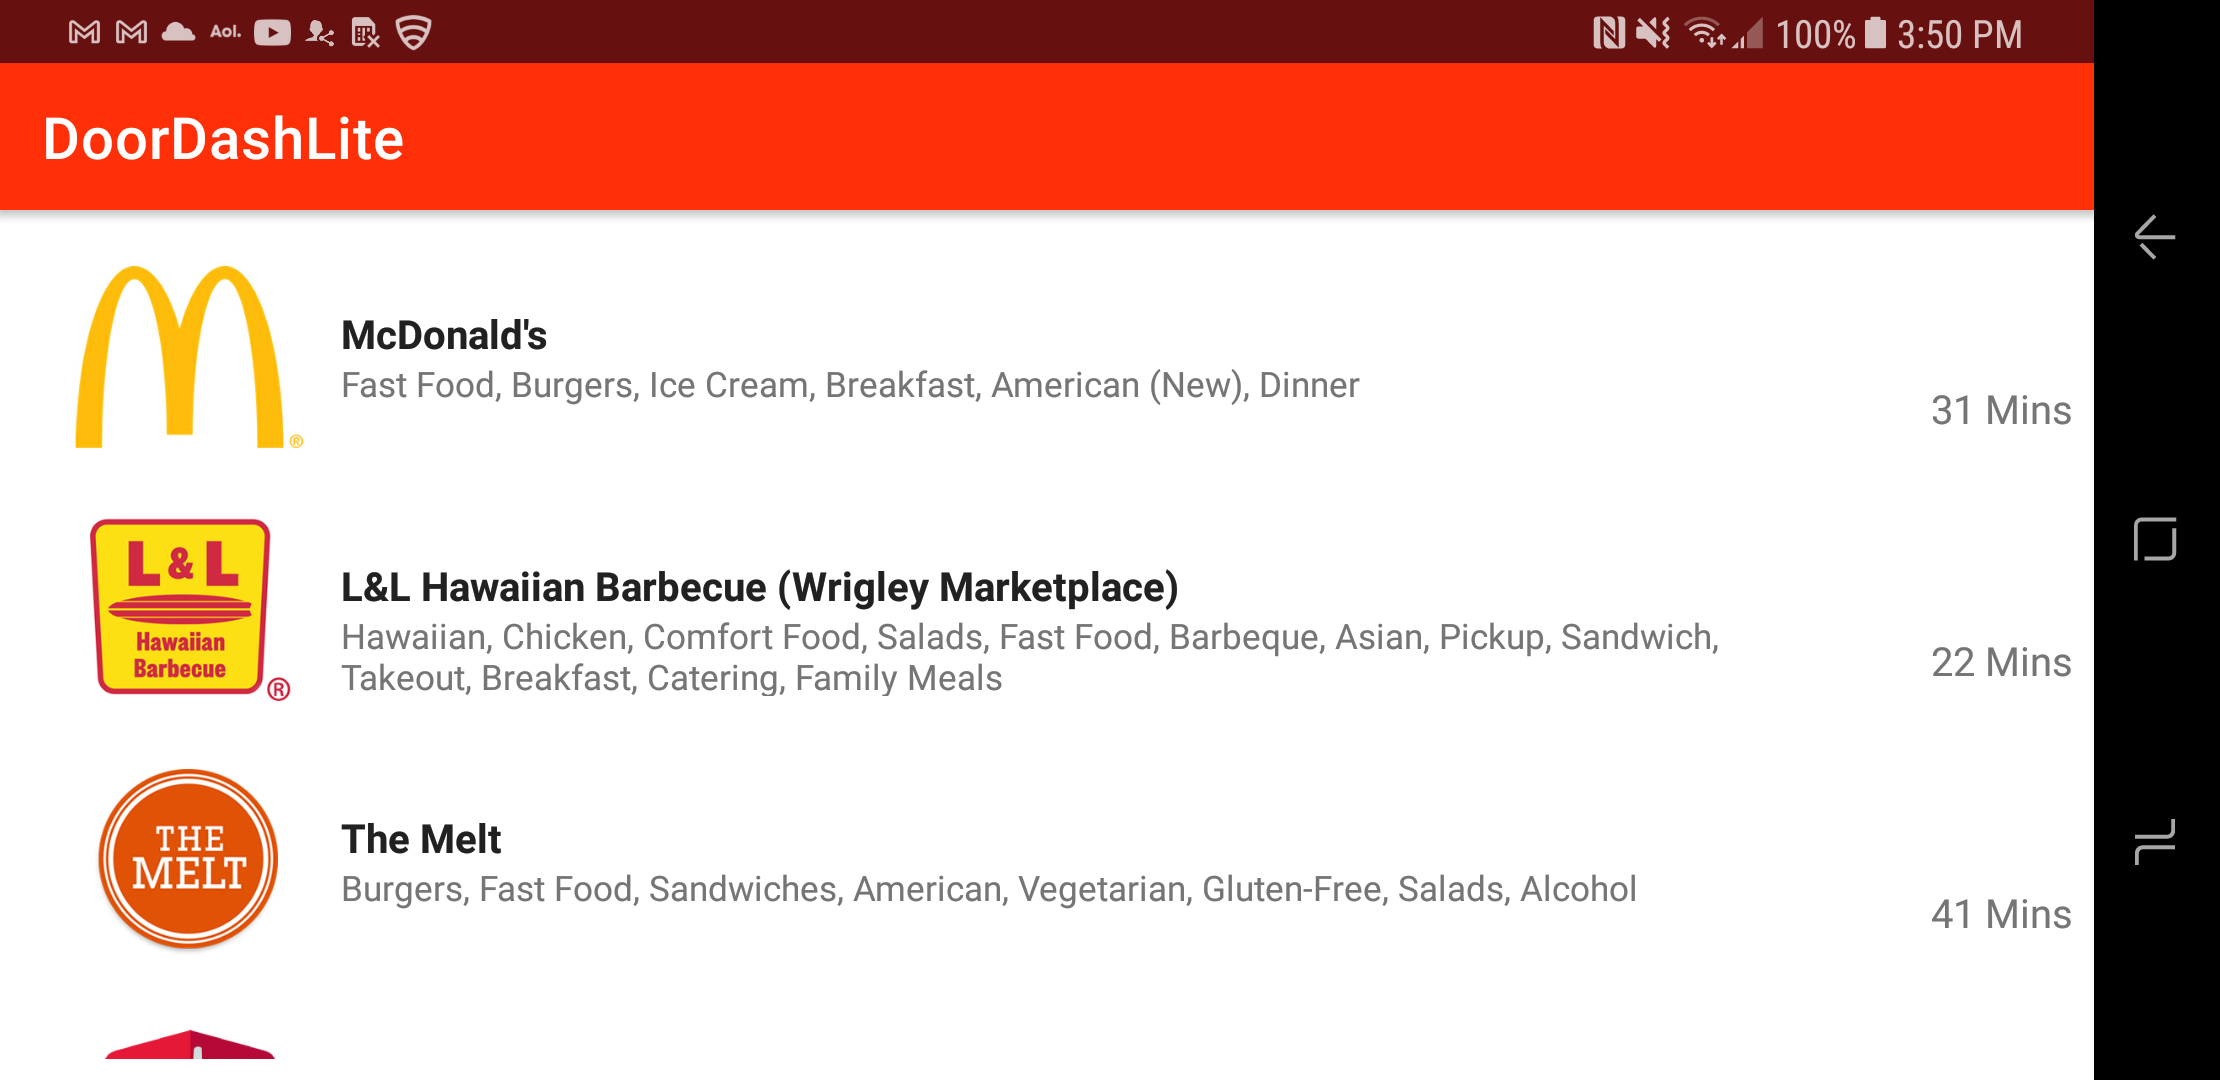 Aol.
100% 3:50 PM
DoorDashLite
McDonald's
Fast Food, Burgers, Ice Cream, Breakfast, American (New), Dinner
31 Mins
®
L&L
Hawaiian
Barbecue
®
L&L Hawaiian Barbecue (Wrigley Marketplace)
Hawaiian, Chicken, Comfort Food, Salads, Fast Food, Barbeque, Asian, Pickup, Sandwich,
Takeout, Breakfast, Catering, Family Meals
22 Mins
THE
MELT
The Melt
Burgers, Fast Food, Sandwiches, American, Vegetarian, Gluten-Free, Salads, Alcohol
41 Mins